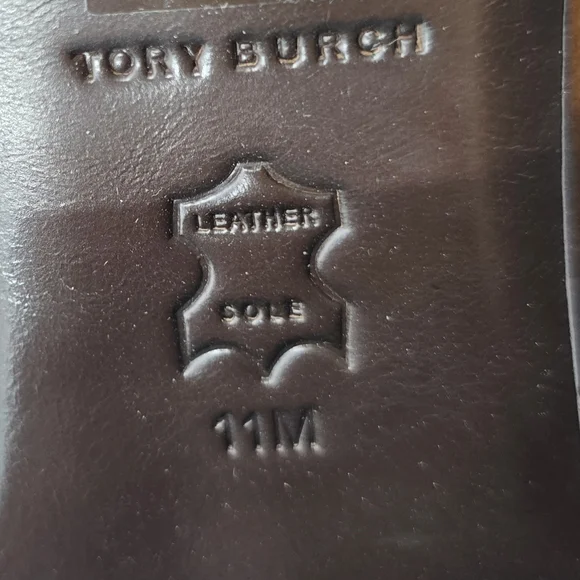 TORY BURCH
LEATHER
SOLE
11M